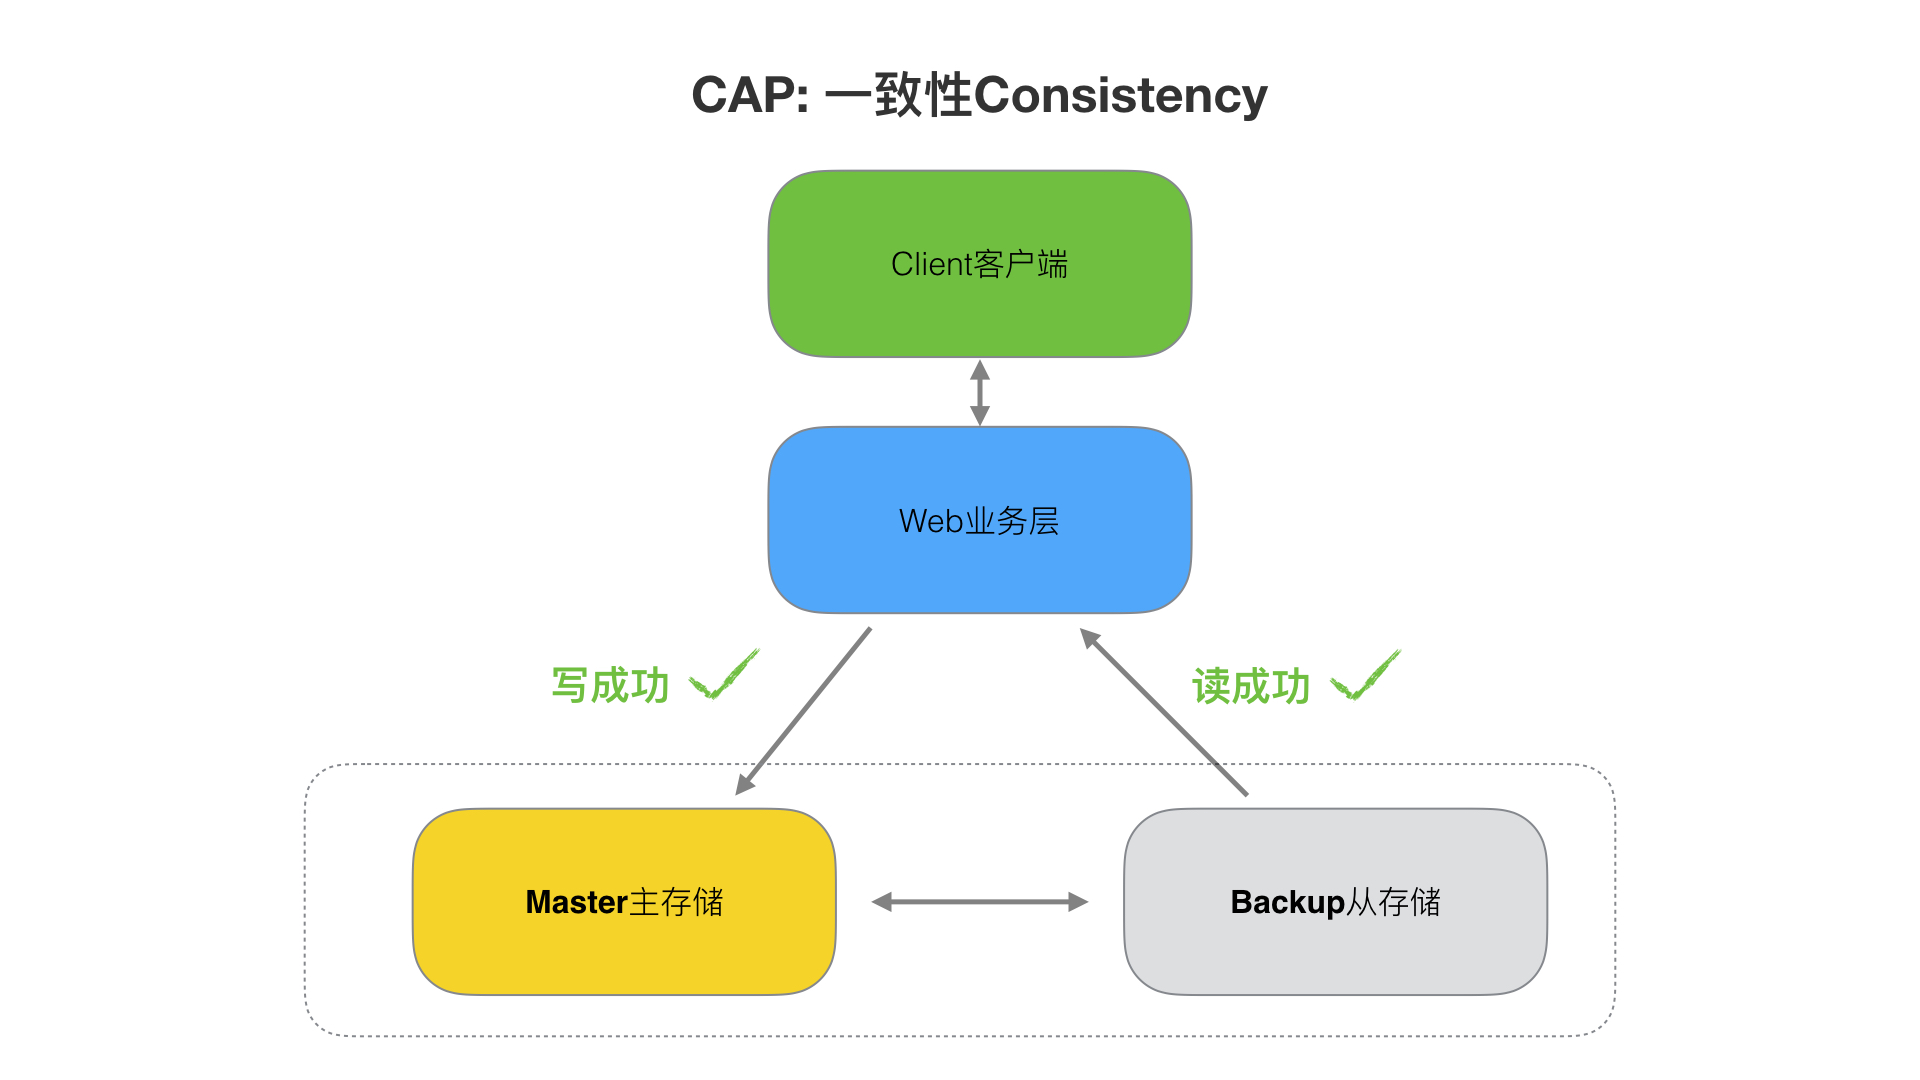 CAP: 一致性Consistency
Client客户端
Web业务层
写成功
读成功
Master主存储
Backup从存储